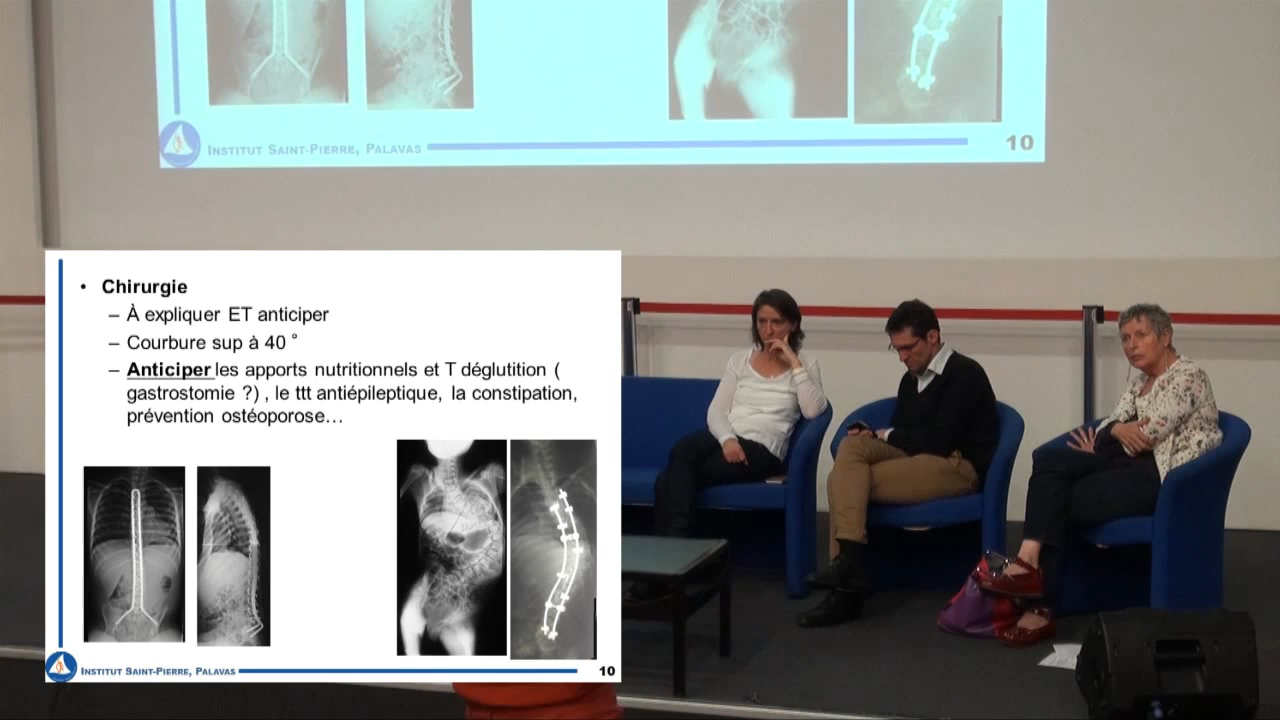 INSTITUT SAINT-PIERRE, PALAVAS
10
• Chirurgie
– À expliquer ET anticiper
– Courbure sup à 40 °
– Anticiper les apports nutritionnels et T déglutition (
gastrostomie ?) , le ttt antiépileptique, la constipation,
prévention ostéoporose…
INSTITUT SAINT-PIERRE, PALAVAS
10